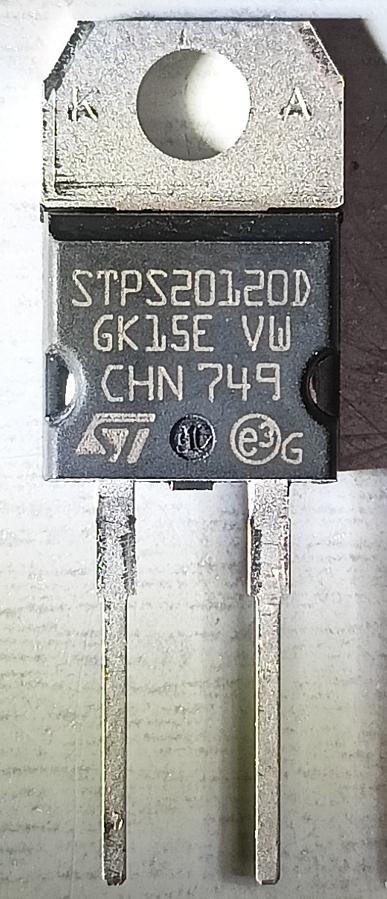 K A
STPS20120D
GK15E VW
CHN 749
ST e3 G